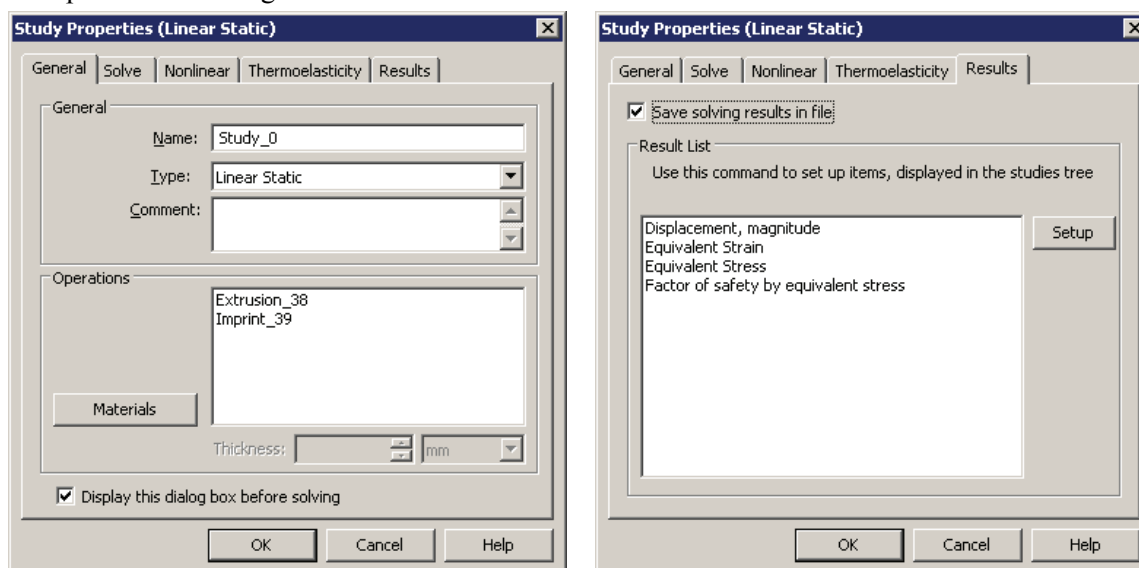 Study Properties (Linear Static)
General Solve Nonlinear Thermoelasticity Results
General
Name: Study_0
Type: Linear Static
Comment:
Operations
Extrusion_38
Imprint_39
Materials
Thickness: mm
Display this dialog box before solving
OK Cancel Help
Study Properties (Linear Static)
General Solve Nonlinear Thermoelasticity Results
Save solving results in file
Result List
Use this command to set up items, displayed in the studies tree
Displacement, magnitude
Equivalent Strain
Equivalent Stress
Factor of safety by equivalent stress
Setup
OK Cancel Help